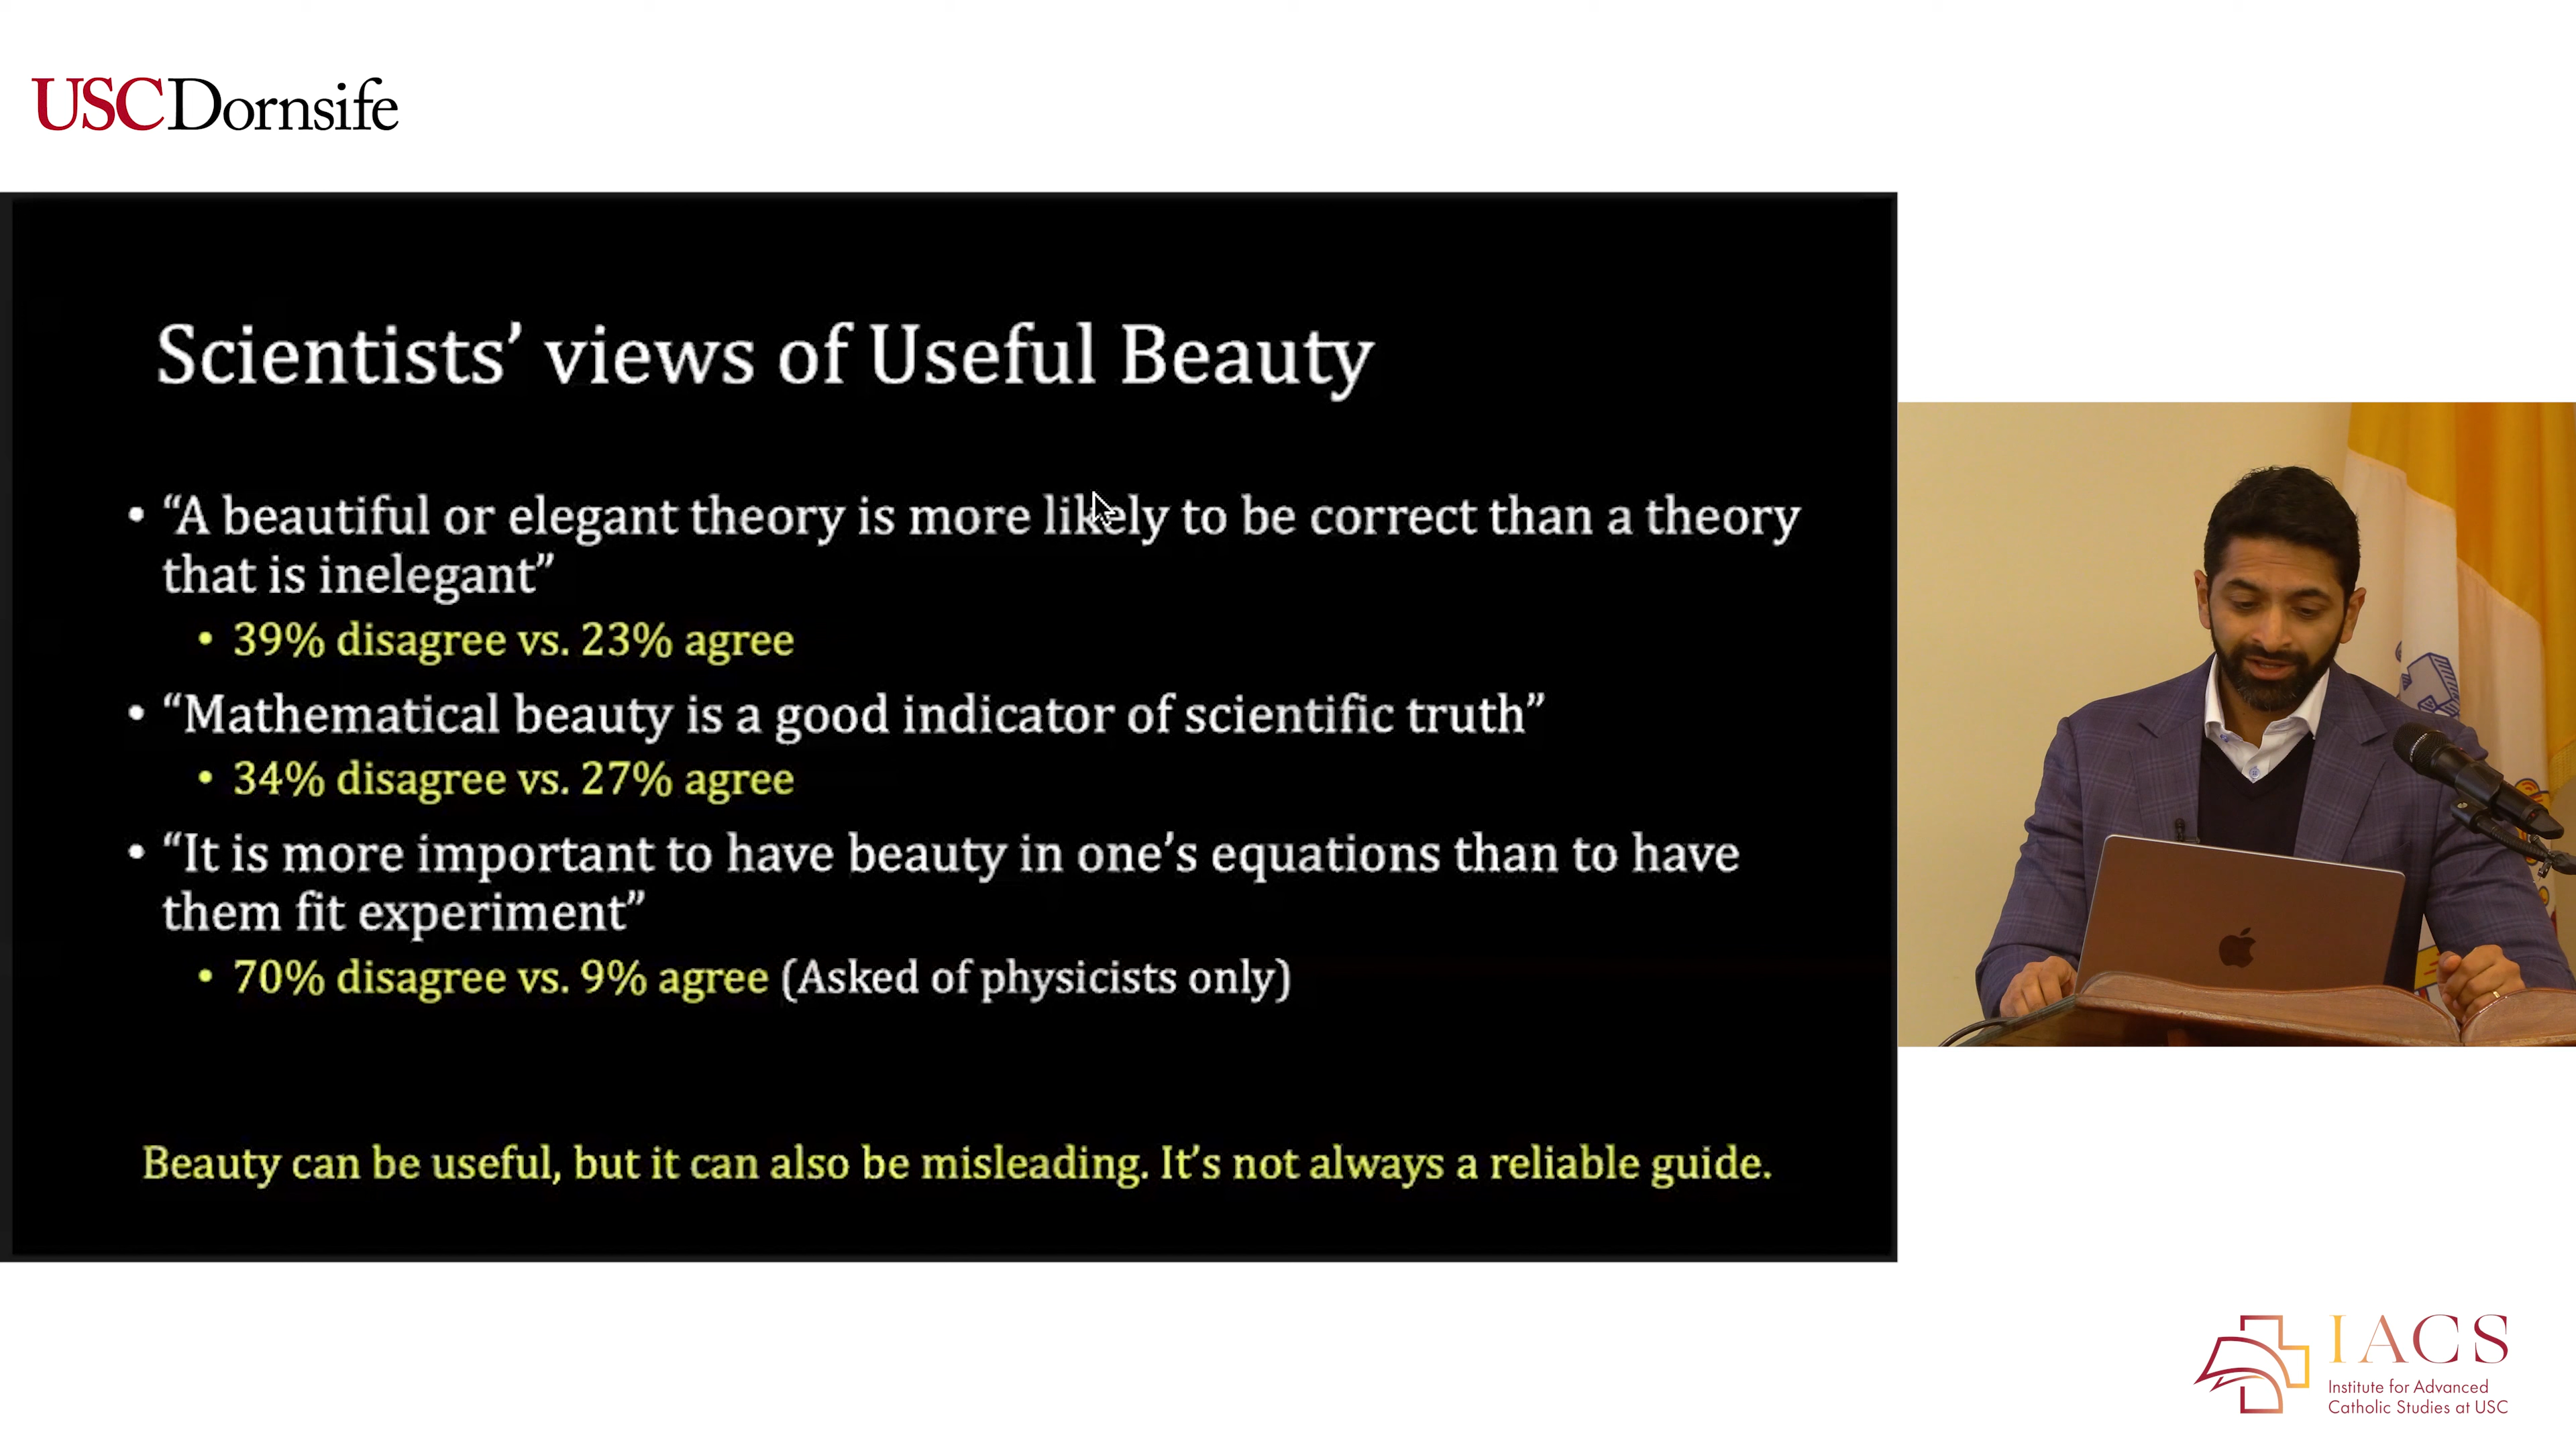 USCDornsife
Scientists’ views of Useful Beauty
• “A beautiful or elegant theory is more likely to be correct than a theory
that is inelegant”
• 39% disagree vs. 23% agree
• “Mathematical beauty is a good indicator of scientific truth”
• 34% disagree vs. 27% agree
• “It is more important to have beauty in one’s equations than to have
them fit experiment”
• 70% disagree vs. 9% agree (Asked of physicists only)
Beauty can be useful, but it can also be misleading. It’s not always a reliable guide.
IACS
Institute for Advanced
Catholic Studies at USC